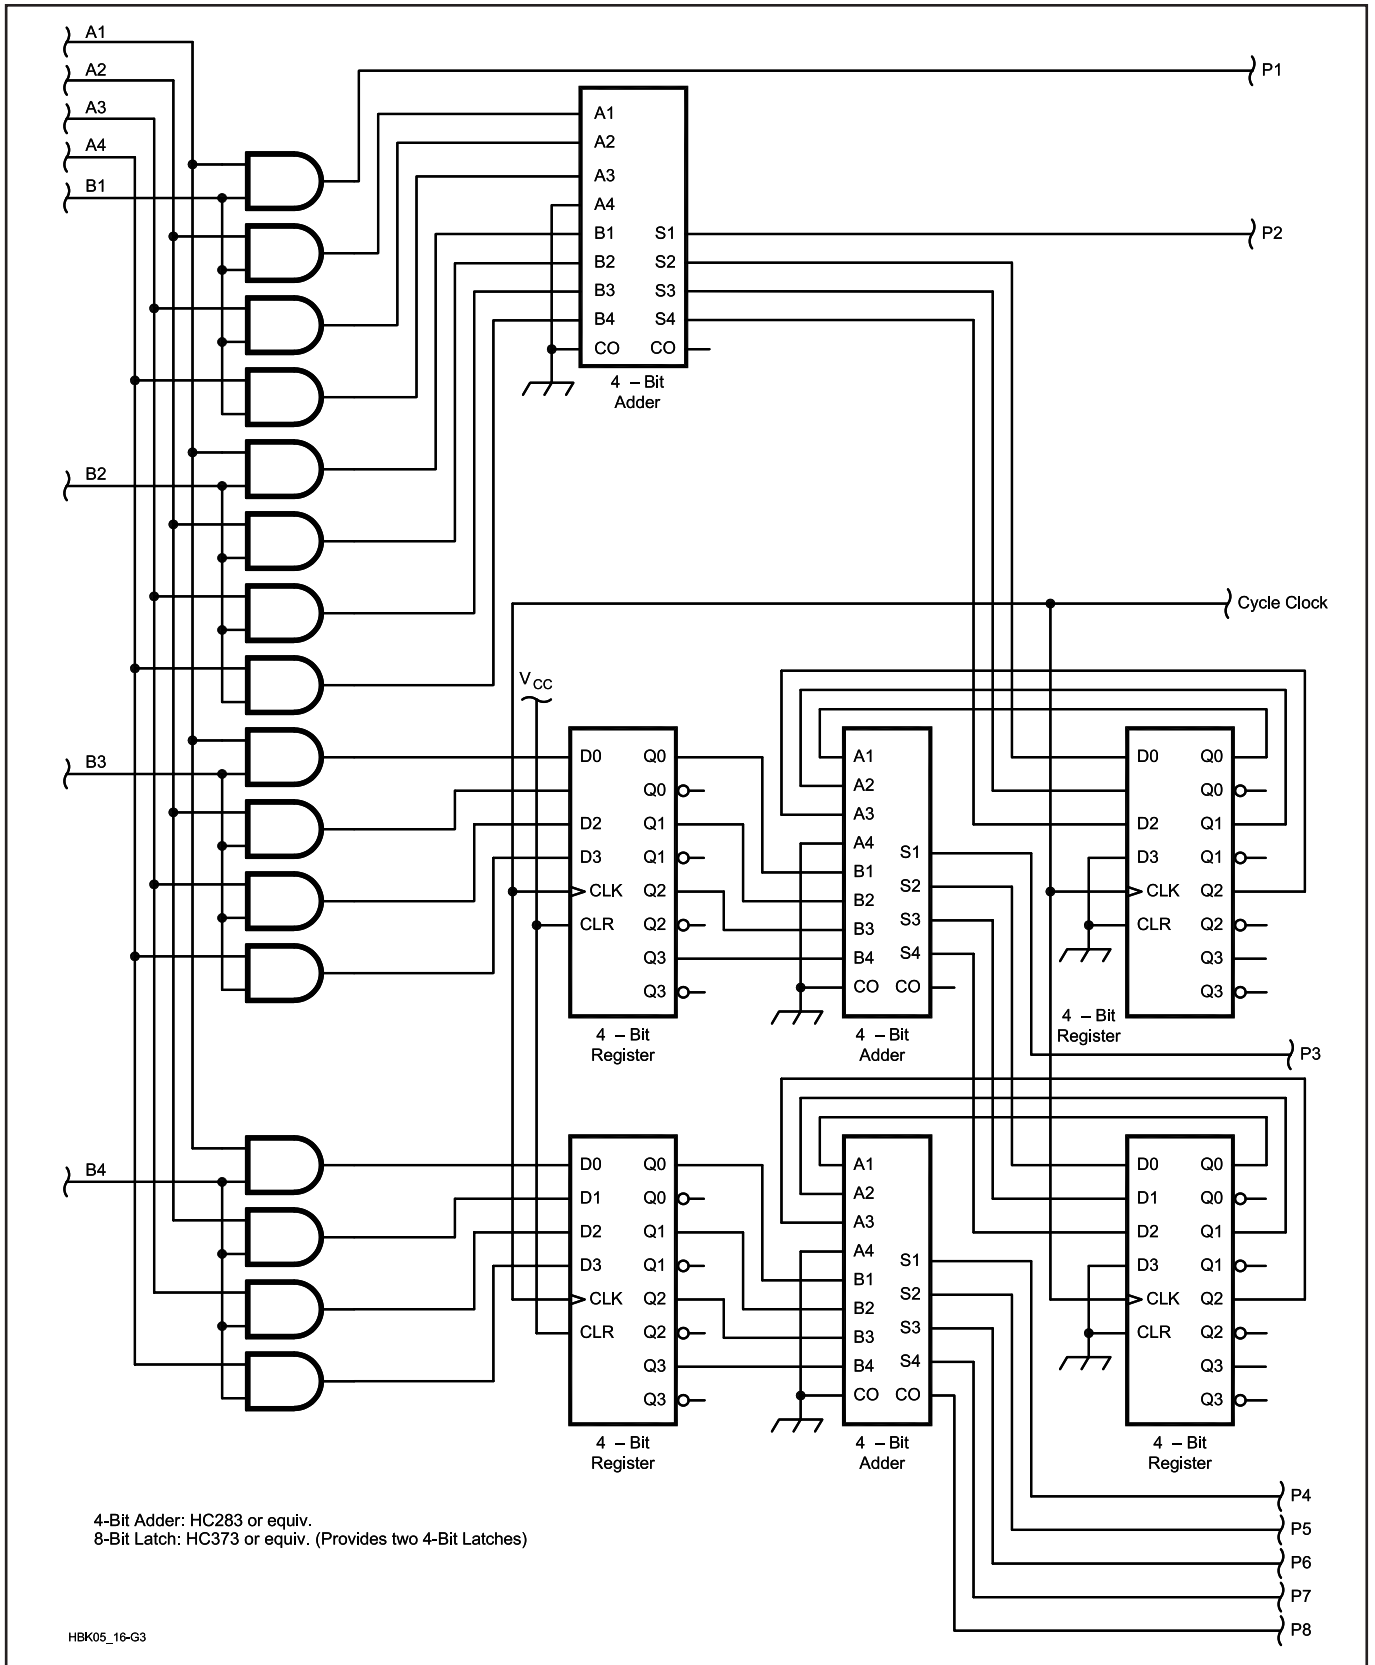 A1
A2
A3
A4
B1
B2
B3
B4
P1
A1
A2
A3
A4
B1 S1
B2 S2
B3 S3
B4 S4
CO CO
4 – Bit
Adder
P2
Cycle Clock
VCC
D0 Q0
Q0
D2 Q1
D3 Q1
CLK Q2
CLR Q2
Q3
Q3
4 – Bit
Register
A1
A2
A3
A4
S1
B1
S2
B2
S3
B3
S4
B4
CO CO
4 – Bit
Adder
D0 Q0
Q0
D2 Q1
D3 Q1
CLK Q2
CLR Q2
Q3
Q3
4 – Bit
Register
P3
D0 Q0
D1 Q0
D2 Q1
D3 Q1
CLK Q2
CLR Q2
Q3
Q3
4 – Bit
Register
A1
A2
A3
A4
S1
B1
S2
B2
S3
B3
S4
B4
CO CO
4 – Bit
Adder
D0 Q0
D1 Q0
D2 Q1
D3 Q1
CLK Q2
CLR Q2
Q3
Q3
4 – Bit
Register
P4
P5
P6
P7
P8
4-Bit Adder: HC283 or equiv.
8-Bit Latch: HC373 or equiv. (Provides two 4-Bit Latches)
HBK05_16-G3